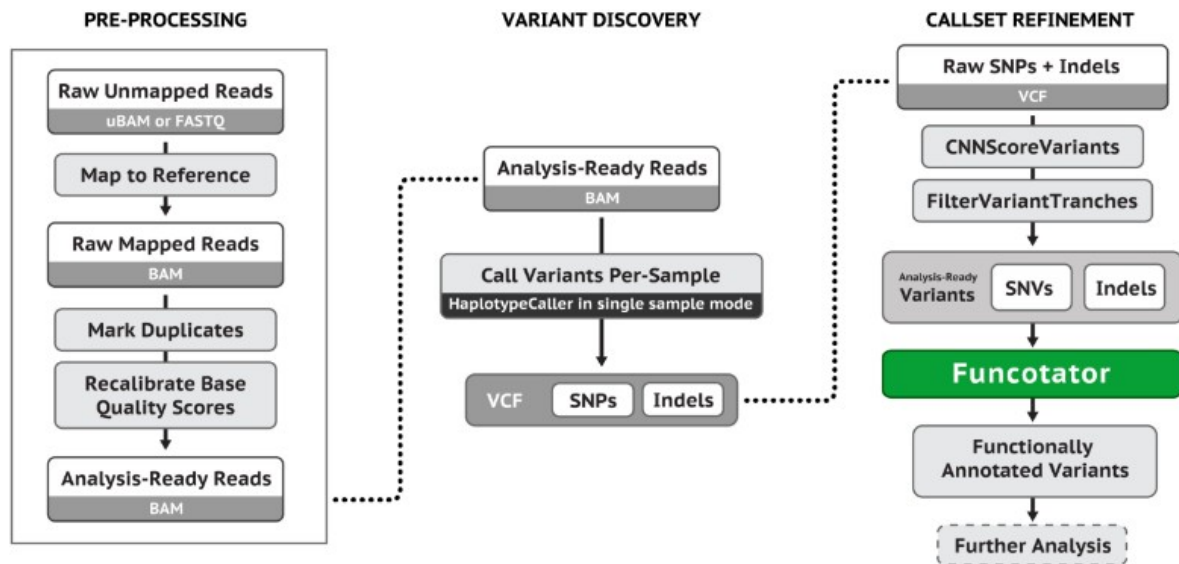 PRE-PROCESSING
Raw Unmapped Reads
uBAM or FASTQ
Map to Reference
Raw Mapped Reads
BAM
Mark Duplicates
Recalibrate Base
Quality Scores
Analysis-Ready Reads
BAM
VARIANT DISCOVERY
Analysis-Ready Reads
BAM
Call Variants Per-Sample
HaplotypeCaller in single sample mode
VCF SNPs Indels
CALLSET REFINEMENT
Raw SNPs + Indels
VCF
CNNScoreVariants
FilterVariantTranches
Analysis-Ready
Variants SNVs Indels
Funcotator
Functionally
Annotated Variants
Further Analysis